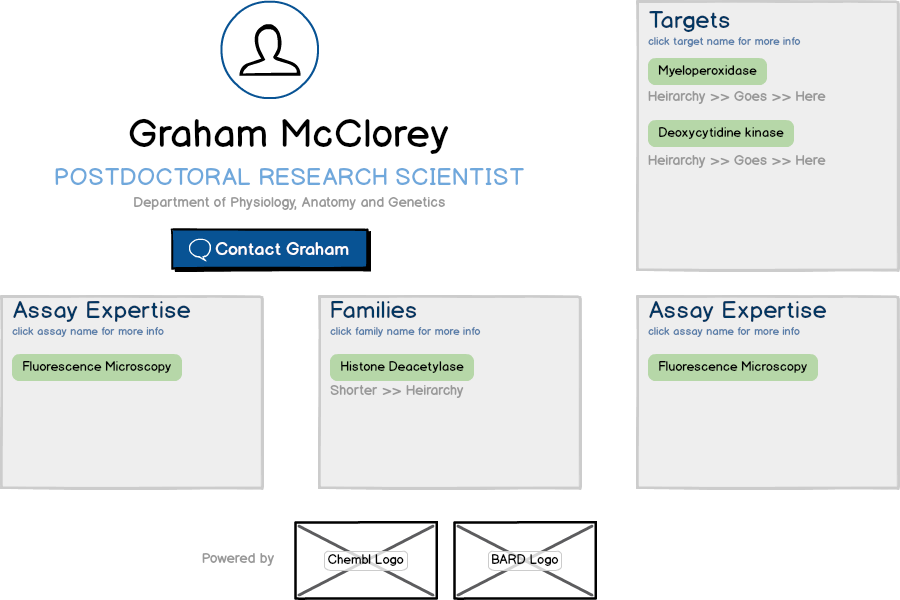 Graham McClorey
POSTDOCTORAL RESEARCH SCIENTIST
Department of Physiology, Anatomy and Genetics
Contact Graham
Targets
click target name for more info
Myeloperoxidase
Heirarchy >> Goes >> Here
Deoxycytidine kinase
Heirarchy >> Goes >> Here
Assay Expertise
click assay name for more info
Fluorescence Microscopy
Families
click family name for more info
Histone Deacetylase
Shorter >> Heirarchy
Assay Expertise
click assay name for more info
Fluorescence Microscopy
Powered by
Chembl Logo
BARD Logo